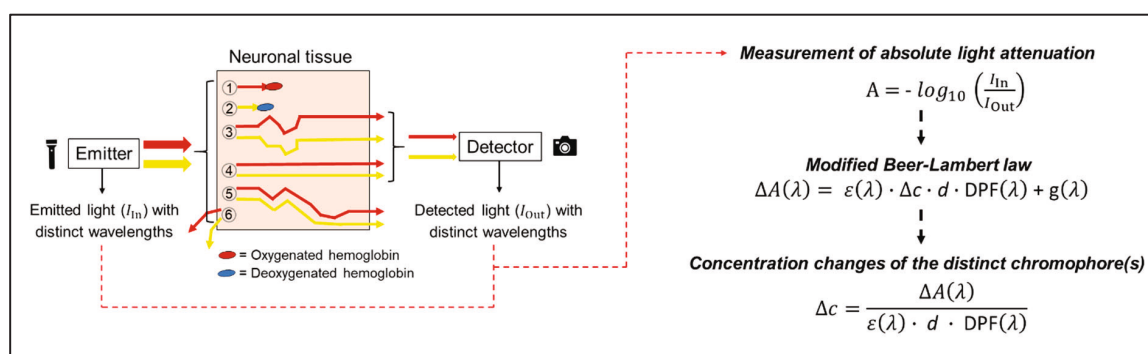 Neuronal tissue
①
②
③
④
⑤
⑥
Emitter
Detector
Emitted light (I_In) with
distinct wavelengths
Detected light (I_Out) with
distinct wavelengths
= Oxygenated hemoglobin
= Deoxygenated hemoglobin
Measurement of absolute light attenuation
A = - log₁₀ (I_In / I_Out)
Modified Beer-Lambert law
ΔA(λ) = ε(λ) · Δc · d · DPF(λ) + g(λ)
Concentration changes of the distinct chromophore(s)
Δc = ΔA(λ) / ε(λ) · d · DPF(λ)